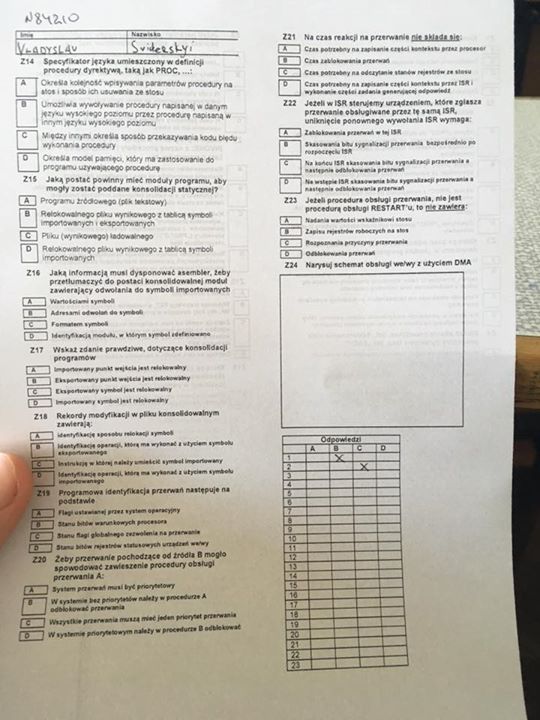 N84210
Imię
Nazwisko
VLADYSLAV
Sviderskyi
Z14 Specyfikator języka umieszczony w definicji
procedury dyrektywą, taką jak PROC, ...:
A Określa kolejność wpisywania parametrów procedury na
stos i sposób ich usuwania ze stosu
B Umożliwia wywoływanie procedury napisanej w danym
języku wysokiego poziomu przez procedurę napisaną w
innym języku wysokiego poziomu
C Między innymi określa sposób przekazywania kodu błędu
wykonania procedury
D Określa model pamięci, który ma zastosowanie do
programu używającego procedurę
Z15 Jaką postać powinny mieć moduły programu, aby
mogły zostać poddane konsolidacji statycznej?
A Programu źródłowego (plik tekstowy)
B Relokowalnego pliku wynikowego z tablicą symboli
importowanych i eksportowanych
C Pliku (wynikowego) ładowalnego
D Relokowalnego pliku wynikowego z tablicą symboli
importowanych
Z16 Jaką informacją musi dysponować asembler, żeby
przetłumaczyć do postaci konsolidowalnej moduł
zawierający odwołania do symboli importowanych
A Wartościami symboli
B Adresami odwołań do symboli
C Formatem symboli
D Identyfikacją modułu, w którym symbol zdefiniowano
Z17 Wskaż zdanie prawdziwe, dotyczące konsolidacji
programów
A Importowany punkt wejścia jest relokowalny
B Eksportowany punkt wejścia jest relokowalny
C Eksportowany symbol jest relokowalny
D Importowany symbol jest relokowalny
Z18 Rekordy modyfikacji w pliku konsolidowalnym
zawierają:
A Identyfikację sposobu relokacji symboli
B Identyfikację operacji, którą ma wykonać z użyciem symbolu
eksportowanego
C Instrukcję w której należy umieścić symbol importowany
D Identyfikację operacji, którą ma wykonać z użyciem symbolu
importowanego
Z19 Programowa identyfikacja przerwań następuje na
podstawie
A Flagi ustawianej przez system operacyjny
B Stanu bitów warunkowych procesora
C Stanu flagi globalnego zezwolenia na przerwanie
D Stanu bitów rejestrów statusowych urządzeń we/wy
Z20 Żeby przerwanie pochodzące od źródła B mogło
spowodować zawieszenie procedury obsługi
przerwania A:
A System przerwań musi być priorytetowy
B W systemie bez priorytetów należy w procedurze A
odblokować przerwania
C Wszystkie przerwania muszą mieć jeden priorytet przerwania
D W systemie priorytetowym należy w procedurze B odblokować
Z21 Na czas reakcji na przerwanie nie składa się:
A Czas potrzebny na zapisanie części kontekstu przez procesor
B Czas zablokowania przerwań
C Czas potrzebny na odczytanie stanów rejestrów ze stosu
D Czas potrzebny na zapisanie części kontekstu przez ISR i
wykonanie części zadania generującej odpowiedź
Z22 Jeżeli w ISR sterujemy urządzeniem, które zgłasza
przerwanie obsługiwane przez tę samą ISR,
uniknięcie ponownego wywołania ISR wymaga:
A Zablokowania przerwań w tej ISR
B Skasowania bitu sygnalizacji przerwania bezpośrednio po
rozpoczęciu ISR
C Na końcu ISR skasowania bitu sygnalizacji przerwania a
następnie odblokowania przerwań
D Na wstępie ISR skasowania bitu sygnalizacji przerwania a
następnie odblokowania przerwań
Z23 Jeżeli procedura obsługi przerwania, nie jest
procedurą obsługi RESTART'u, to nie zawiera:
A Nadania wartości wskaźnikowi stosu
B Zapisu rejestrów roboczych na stos
C Rozpoznania przyczyny przerwania
D Odblokowania przerwań
Z24 Narysuj schemat obsługi we/wy z użyciem DMA
Odpowiedzi
A B C D
1 X
2 X
3
4
5
6
7
8
9
10
11
12
13
14
15
16
17
18
19
20
21
22
23